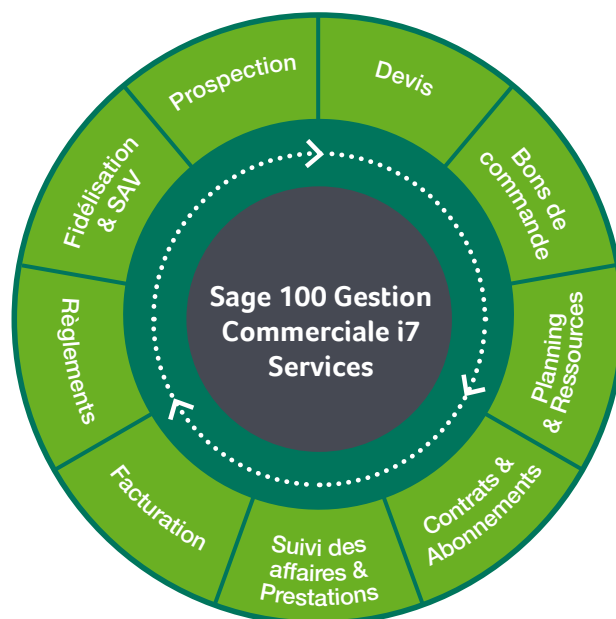 Prospection
Devis
Bons de
commande
Planning
& Ressources
Contrats &
Abonnements
Suivi des
affaires &
Prestations
Facturation
Règlements
Fidélisation
& SAV
Sage 100 Gestion
Commerciale i7
Services